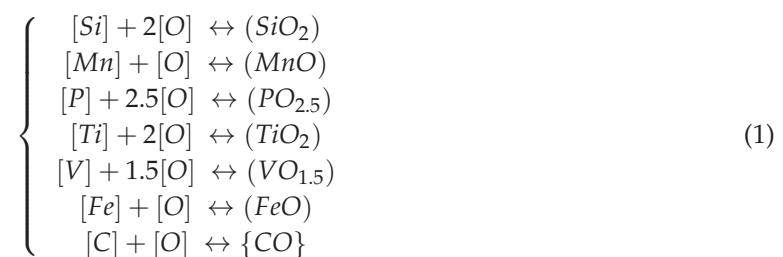 [Si] + 2[O] ↔ (SiO₂)
[Mn] + [O] ↔ (MnO)
[P] + 2.5[O] ↔ (PO₂.₅)
[Ti] + 2[O] ↔ (TiO₂)
[V] + 1.5[O] ↔ (VO₁.₅)
[Fe] + [O] ↔ (FeO)
[C] + [O] ↔ {CO}
(1)